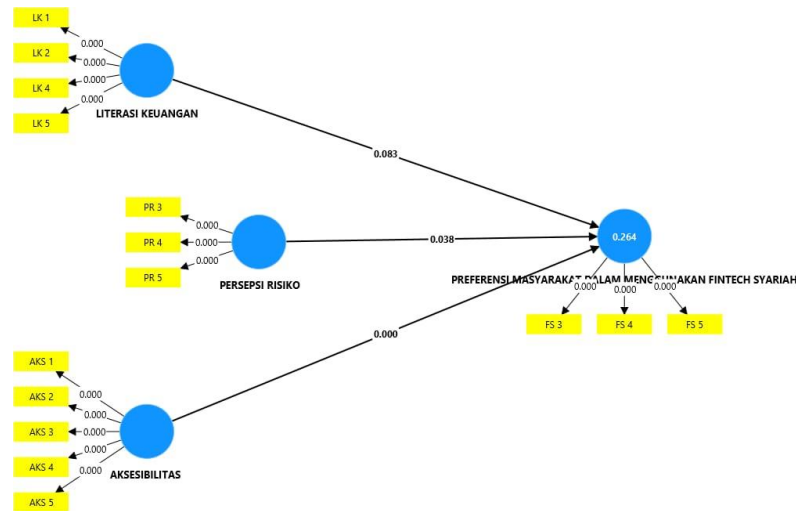 LK 1
0.000
LK 2
0.000
0.000
LK 4
0.000
LK 5
LITERASI KEUANGAN
0.083
PR 3
0.000
PR 4
0.000
0.000
PR 5
PERSEPSI RISIKO
0.038
0.264
PREFERENSI MASYARAKAT DALAM MENGGUNAKAN FINTECH SYARIAH
0.000
0.000
0.000
FS 3
FS 4
FS 5
0.000
AKS 1
0.000
AKS 2
0.000
AKS 3
0.000
0.000
AKS 4
0.000
AKS 5
AKSESIBILITAS